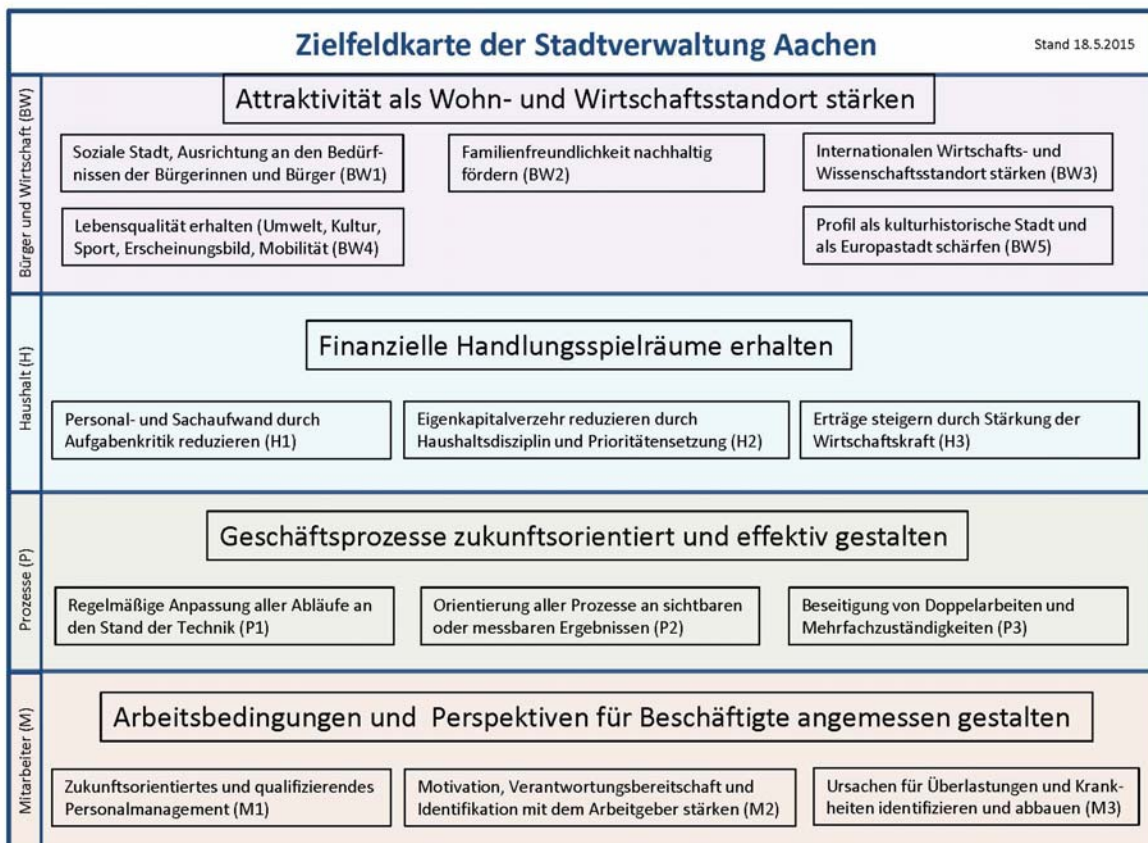 Zielfeldkarte der Stadtverwaltung Aachen
Stand 18.5.2015
Bürger und Wirtschaft (BW)
Attraktivität als Wohn- und Wirtschaftsstandort stärken
Soziale Stadt, Ausrichtung an den Bedürf-
nissen der Bürgerinnen und Bürger (BW1)
Familienfreundlichkeit nachhaltig
fördern (BW2)
Internationalen Wirtschafts- und
Wissenschaftsstandort stärken (BW3)
Lebensqualität erhalten (Umwelt, Kultur,
Sport, Erscheinungsbild, Mobilität (BW4)
Profil als kulturhistorische Stadt und
als Europastadt schärfen (BW5)
Haushalt (H)
Finanzielle Handlungsspielräume erhalten
Personal- und Sachaufwand durch
Aufgabenkritik reduzieren (H1)
Eigenkapitalverzehr reduzieren durch
Haushaltsdisziplin und Prioritätensetzung (H2)
Erträge steigern durch Stärkung der
Wirtschaftskraft (H3)
Prozesse (P)
Geschäftsprozesse zukunftsorientiert und effektiv gestalten
Regelmäßige Anpassung aller Abläufe an
den Stand der Technik (P1)
Orientierung aller Prozesse an sichtbaren
oder messbaren Ergebnissen (P2)
Beseitigung von Doppelarbeiten und
Mehrfachzuständigkeiten (P3)
Mitarbeiter (M)
Arbeitsbedingungen und Perspektiven für Beschäftigte angemessen gestalten
Zukunftsorientiertes und qualifizierendes
Personalmanagement (M1)
Motivation, Verantwortungsbereitschaft und
Identifikation mit dem Arbeitgeber stärken (M2)
Ursachen für Überlastungen und Krank-
heiten identifizieren und abbauen (M3)